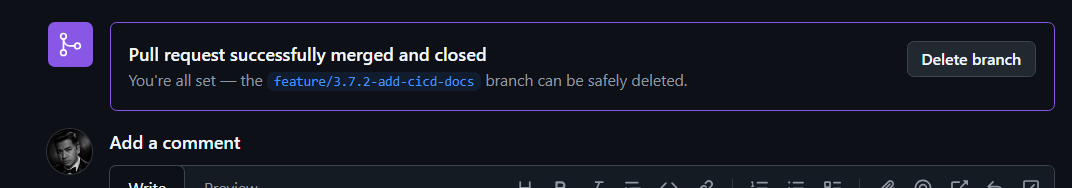 Pull request successfully merged and closed
Delete branch
You're all set — the feature/3.7.2-add-cicd-docs branch can be safely deleted.
Add a comment
Write
Preview